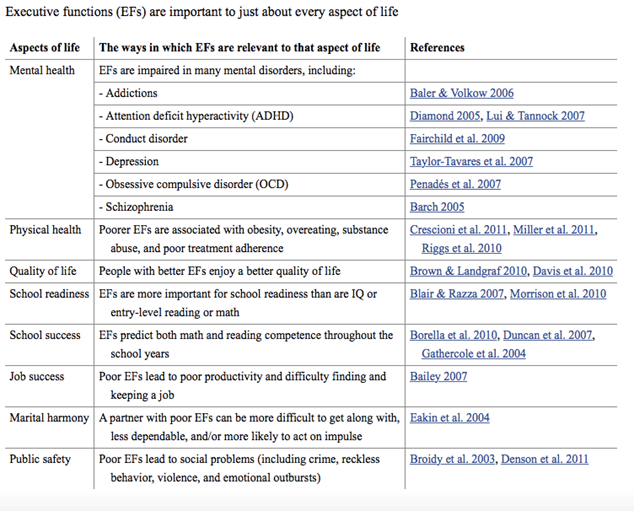 Executive functions (EFs) are important to just about every aspect of life
Aspects of life The ways in which EFs are relevant to that aspect of life References
Mental health EFs are impaired in many mental disorders, including:
- Addictions Baler & Volkow 2006
- Attention deficit hyperactivity (ADHD) Diamond 2005, Lui & Tannock 2007
- Conduct disorder Fairchild et al. 2009
- Depression Taylor-Tavares et al. 2007
- Obsessive compulsive disorder (OCD) Penadés et al. 2007
- Schizophrenia Barch 2005
Physical health Poorer EFs are associated with obesity, overeating, substance Crescioni et al. 2011, Miller et al. 2011,
abuse, and poor treatment adherence Riggs et al. 2010
Quality of life People with better EFs enjoy a better quality of life Brown & Landgraf 2010, Davis et al. 2010
School readiness EFs are more important for school readiness than are IQ or Blair & Razza 2007, Morrison et al. 2010
entry-level reading or math
School success EFs predict both math and reading competence throughout the Borella et al. 2010, Duncan et al. 2007,
school years Gathercole et al. 2004
Job success Poor EFs lead to poor productivity and difficulty finding and Bailey 2007
keeping a job
Marital harmony A partner with poor EFs can be more difficult to get along with, Eakin et al. 2004
less dependable, and/or more likely to act on impulse
Public safety Poor EFs lead to social problems (including crime, reckless Broidy et al. 2003, Denson et al. 2011
behavior, violence, and emotional outbursts)